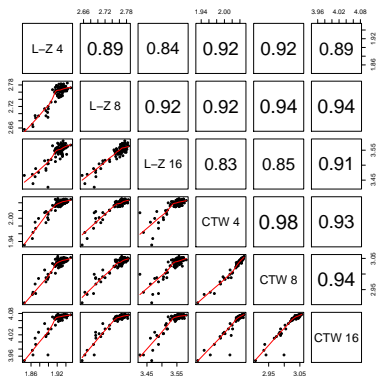 2.66 2.72 2.78 1.94 2.00 3.96 4.02 4.08
L−Z 4 0.89 0.84 0.92 0.92 0.89
1.86 1.92
2.66 2.72 2.78
L−Z 8 0.92 0.92 0.94 0.94
L−Z 16 0.83 0.85 0.91
3.45 3.55
1.94 2.00
CTW 4 0.98 0.93
CTW 8 0.94
2.95 3.05
3.96 4.02 4.08
CTW 16
1.86 1.92 3.45 3.55 2.95 3.05